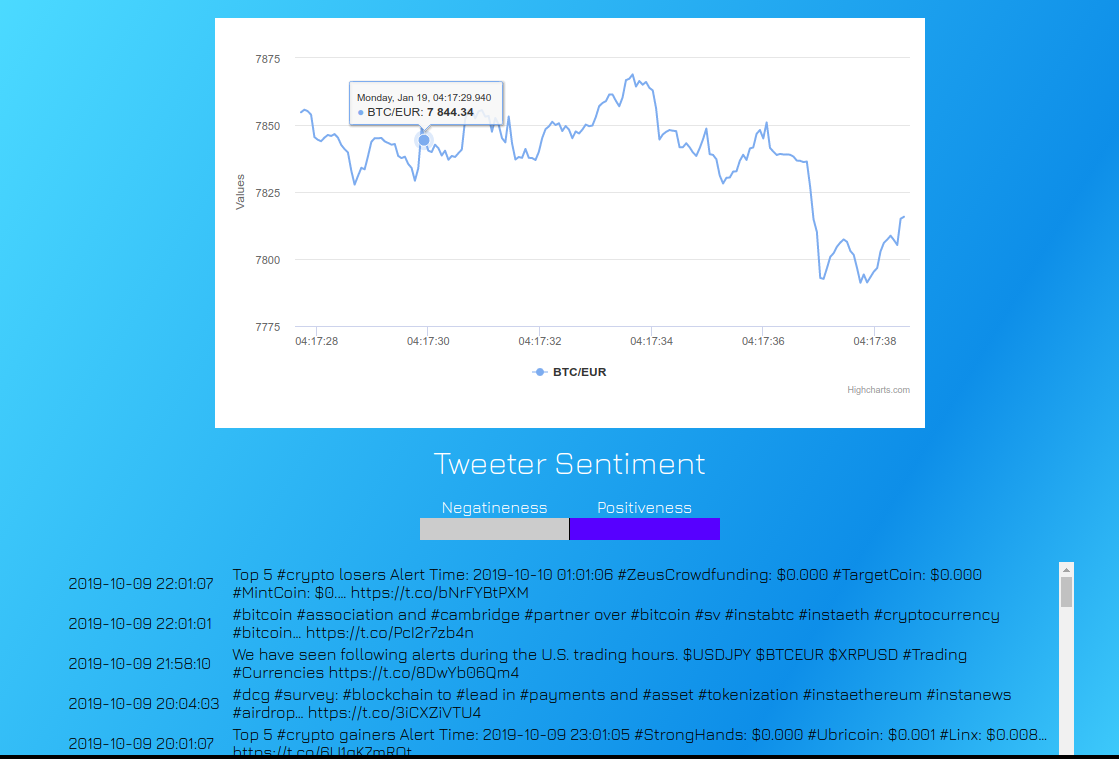 7875
Monday, Jan 19, 04:17:29.940
BTC/EUR: 7 844.34
7850
Values
7825
7800
7775
04:17:28 04:17:30 04:17:32 04:17:34 04:17:36 04:17:38
BTC/EUR
Highcharts.com
Tweeter Sentiment
Negatineness Positiveness
2019-10-09 22:01:07 Top 5 #crypto losers Alert Time: 2019-10-10 01:01:06 #ZeusCrowdfunding: $0.000 #TargetCoin: $0.000
#MintCoin: $0.... https://t.co/bNrFYBtPXM
2019-10-09 22:01:01 #bitcoin #association and #cambridge #partner over #bitcoin #sv #instabtc #instaeth #cryptocurrency
#bitcoin... https://t.co/PcI2r7zb4n
2019-10-09 21:58:10 We have seen following alerts during the U.S. trading hours. $USDJPY $BTCEUR $XRPUSD #Trading
#Currencies https://t.co/8DwYb06Qm4
2019-10-09 20:04:03 #dcg #survey: #blockchain to #lead in #payments and #asset #tokenization #instaethereum #instanews
#airdrop... https://t.co/3iCXZiVTU4
2019-10-09 20:01:07 Top 5 #crypto gainers Alert Time: 2019-10-09 23:01:05 #StrongHands: $0.000 #Ubricoin: $0.001 #Linx: $0.008...